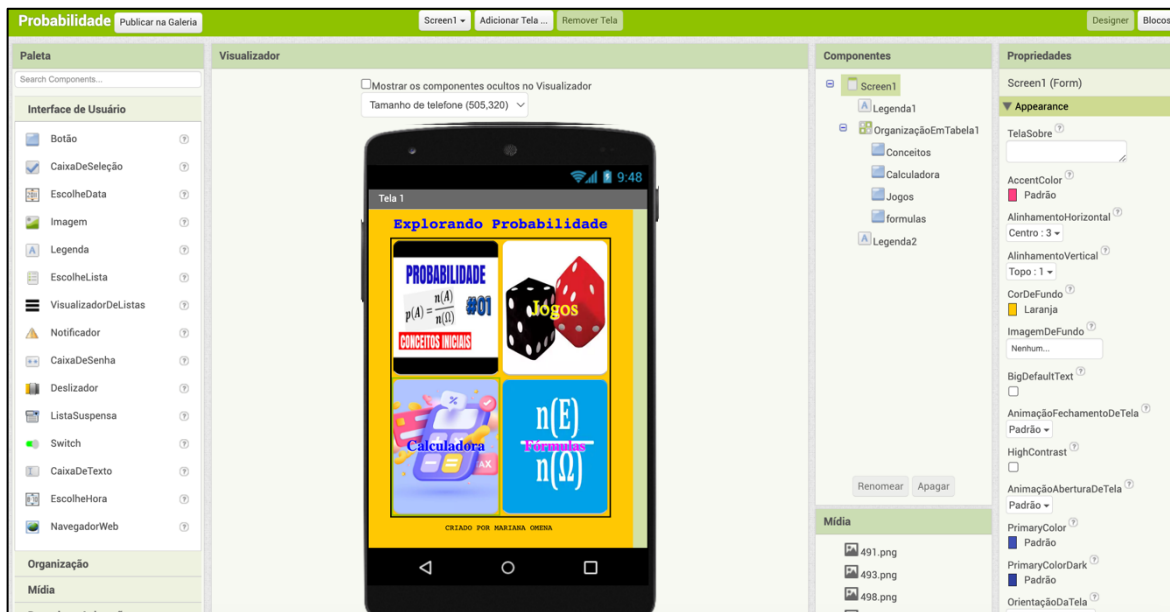 Probabilidade Publicar na Galeria Screen1 Adicionar Tela ... Remover Tela Designer Blocos
Paleta
Search Components...
Interface de Usuário
Botão
CaixaDeSeleção
EscolheData
Imagem
Legenda
EscolheLista
VisualizadorDeListas
Notificador
CaixaDeSenha
Deslizador
ListaSuspensa
Switch
CaixaDeTexto
EscolheHora
NavegadorWeb
Organização
Mídia
Visualizador
Mostrar os componentes ocultos no Visualizador
Tamanho de telefone (505,320)
9:48
Tela 1
Explorando Probabilidade
PROBABILIDADE
p(A) = n(A) / n(Ω) #01
CONCEITOS INICIAIS
Jogos
Calculadora
%
AX
n(E)
Fórmulas
n(Ω)
CRIADO POR MARIANA OMENA
Componentes
Screen1
A Legenda1
OrganizaçãoEmTabela1
Conceitos
Calculadora
Jogos
formulas
A Legenda2
Renomear Apagar
Mídia
491.png
493.png
498.png
Propriedades
Screen1 (Form)
Appearance
TelaSobre
AccentColor
Padrão
AlinhamentoHorizontal
Centro : 3
AlinhamentoVertical
Topo : 1
CorDeFundo
Laranja
ImagemDeFundo
Nenhum...
BigDefaultText
AnimaçãoFechamentoDeTela
Padrão
HighContrast
AnimaçãoAberturaDeTela
Padrão
PrimaryColor
Padrão
PrimaryColorDark
Padrão
OrientaçãoDaTela